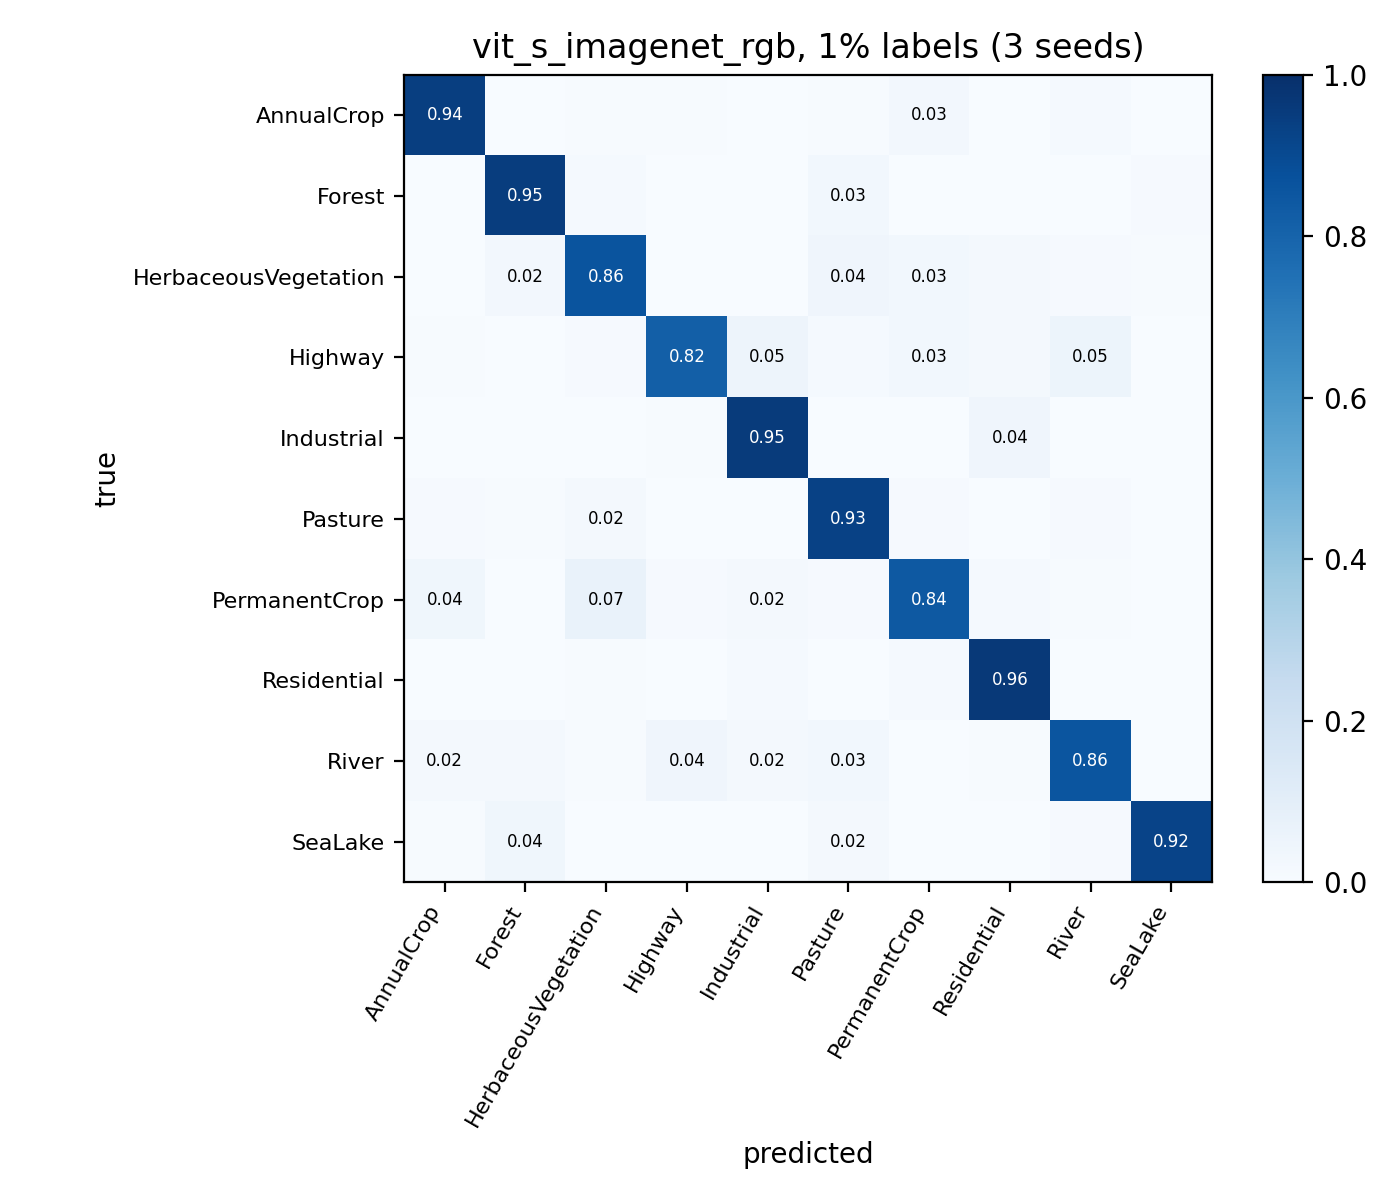 vit_s_imagenet_rgb, 1% labels (3 seeds)
AnnualCrop 0.94 0.03
Forest 0.95 0.03
HerbaceousVegetation 0.02 0.86 0.04 0.03
Highway 0.82 0.05 0.03 0.05
Industrial 0.95 0.04
Pasture 0.02 0.93
PermanentCrop 0.04 0.07 0.02 0.84
Residential 0.96
River 0.02 0.04 0.02 0.03 0.86
SeaLake 0.04 0.02 0.92
true
AnnualCrop
Forest
HerbaceousVegetation
Highway
Industrial
Pasture
PermanentCrop
Residential
River
SeaLake
predicted
1.0
0.8
0.6
0.4
0.2
0.0